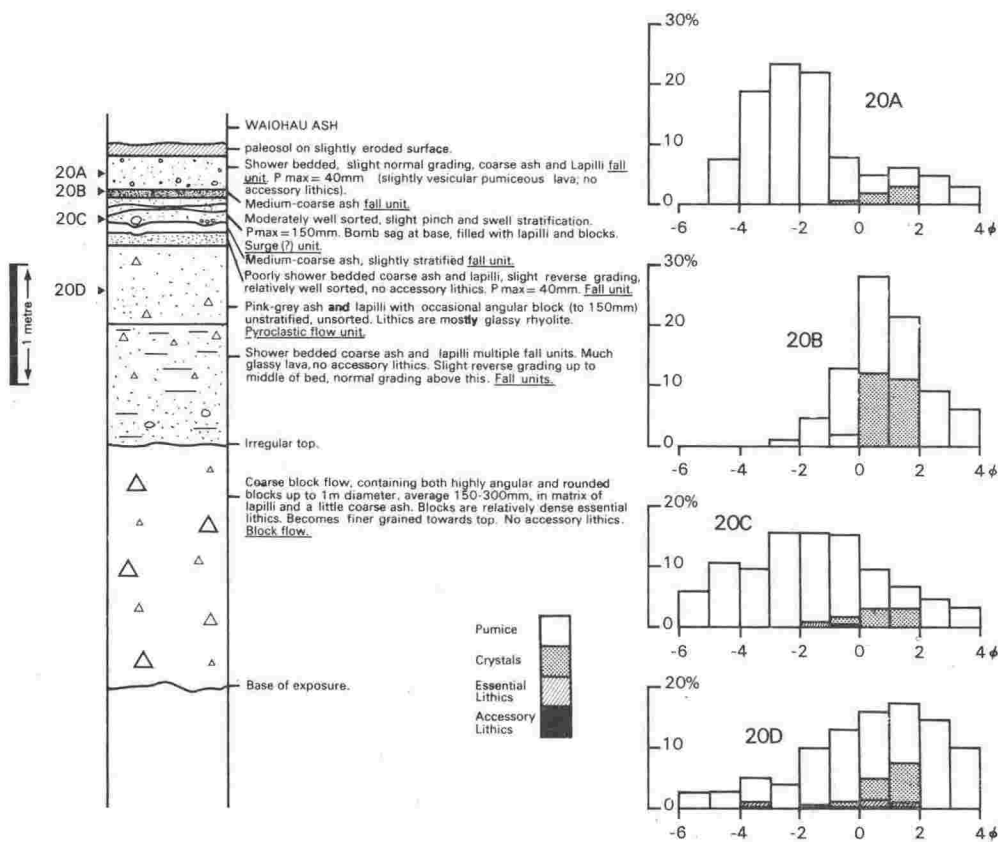 WAIOHAU ASH
paleosol on slightly eroded surface.
Shower bedded, slight normal grading, coarse ash and Lapilli fall
unit. P max = 40mm (slightly vesicular pumiceous lava; no
accessory lithics).
Medium-coarse ash fall unit.
Moderately well sorted, slight pinch and swell stratification.
Pmax = 150mm. Bomb sag at base, filled with lapilli and blocks.
Surge (?) unit.
Medium-coarse ash, slightly stratified fall unit.
Poorly shower bedded coarse ash and lapilli, slight reverse grading,
relatively well sorted, no accessory lithics. P max = 40mm. Fall unit.
Pink-grey ash and lapilli with occasional angular block (to 150mm)
unstratified, unsorted. Lithics are mostly glassy rhyolite.
Pyroclastic flow unit.
Shower bedded coarse ash and lapilli multiple fall units. Much
glassy lava, no accessory lithics. Slight reverse grading up to
middle of bed, normal grading above this. Fall units.
Irregular top.
Coarse block flow, containing both highly angular and rounded
blocks up to 1m diameter, average 150-300mm, in matrix of
lapilli and a little coarse ash. Blocks are relatively dense essential
lithics. Becomes finer grained towards top. No accessory lithics.
Block flow.
Base of exposure.
20A
20B
20C
20D
1 metre
Pumice
Crystals
Essential
Lithics
Accessory
Lithics
30%
20
10
0
20A
-6 -4 -2 0 2 4 ϕ
30%
20
10
0
20B
-6 -4 -2 0 2 4 ϕ
20%
10
0
20C
-6 -4 -2 0 2 4 ϕ
20%
10
0
20D
-6 -4 -2 0 2 4 ϕ